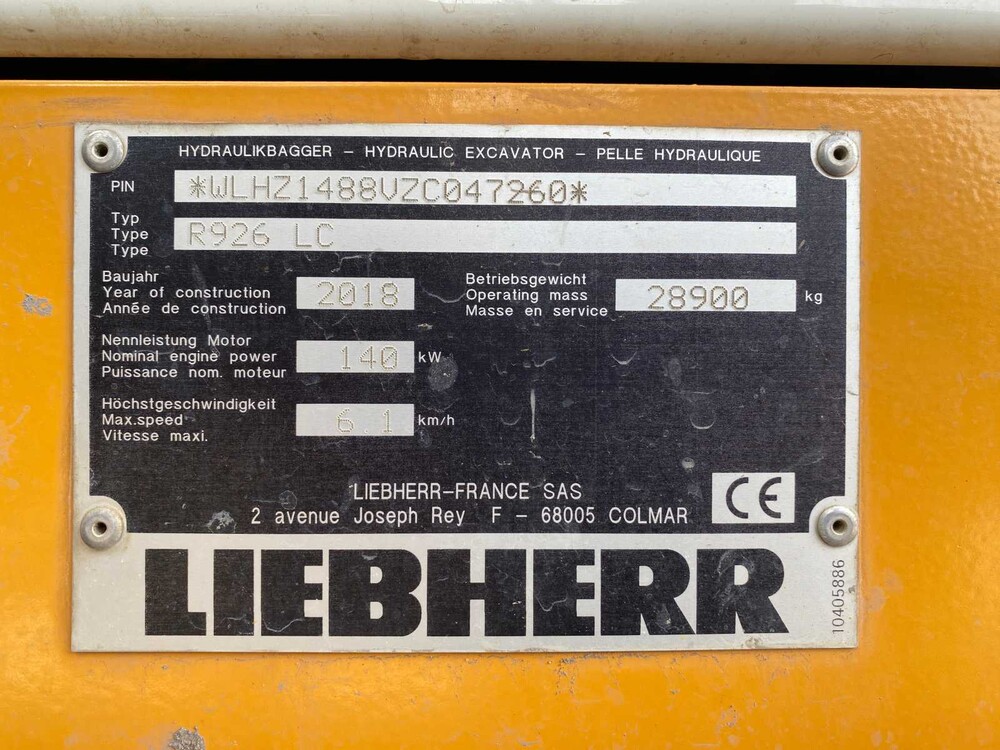 HYDRAULIKBAGGER - HYDRAULIC EXCAVATOR - PELLE HYDRAULIQUE
PIN *WLHZ1488VZC047260*
Typ
Type
Type
R926 LC
Baujahr
Year of construction
Année de construction
2018
Betriebsgewicht
Operating mass
Masse en service
28900 kg
Nennleistung Motor
Nominal engine power
Puissance nom. moteur
140 kW
Höchstgeschwindigkeit
Max.speed
Vitesse maxi.
6.1 km/h
LIEBHERR-FRANCE SAS
2 avenue Joseph Rey F - 68005 COLMAR
CE
LIEBHERR
10405886